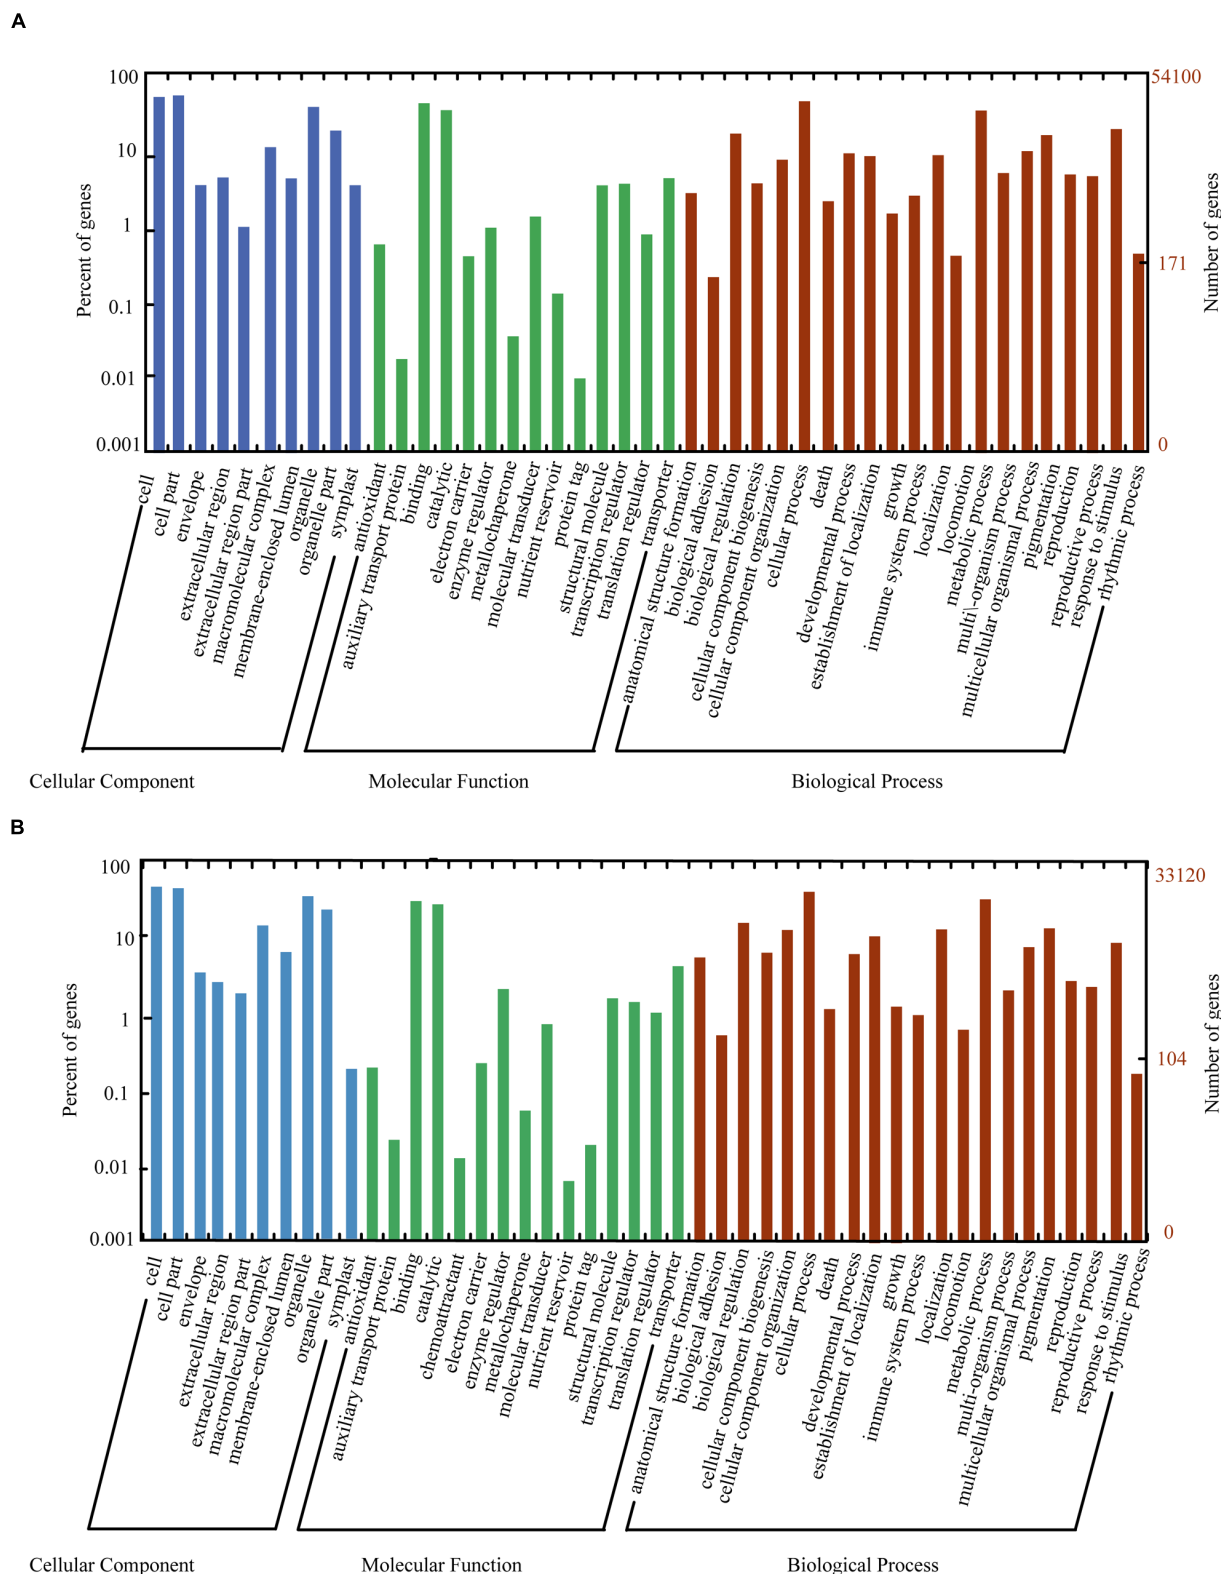 A
100
10
1
0.1
0.01
0.001
Percent of genes
54100
171
0
Number of genes
cell
cell part
envelope
extracellular region
extracellular region part
macromolecular complex
membrane-enclosed lumen
organelle
organelle part
symplast
antioxidant
auxiliary transport protein
binding
catalytic
electron carrier
enzyme regulator
metallochaperone
molecular transducer
nutrient reservoir
protein tag
structural molecule
transcription regulator
translation regulator
transporter
anatomical structure formation
biological adhesion
biological regulation
cellular component biogenesis
cellular component organization
cellular process
death
developmental process
establishment of localization
growth
immune system process
localization
locomotion
metabolic process
multi\-organism process
multicellular organismal process
pigmentation
reproduction
reproductive process
response to stimulus
rhythmic process
Cellular Component
Molecular Function
Biological Process
B
100
10
1
0.1
0.01
0.001
Percent of genes
33120
104
0
Number of genes
cell
cell part
envelope
extracellular region
extracellular region part
macromolecular complex
membrane-enclosed lumen
organelle
organelle part
symplast
antioxidant
auxiliary transport protein
binding
catalytic
chemoattractant
electron carrier
enzyme regulator
metallochaperone
molecular transducer
nutrient reservoir
protein tag
structural molecule
transcription regulator
translation regulator
transporter
anatomical structure formation
biological adhesion
biological regulation
cellular component biogenesis
cellular component organization
cellular process
death
developmental process
establishment of localization
growth
immune system process
localization
locomotion
metabolic process
multi-organism process
multicellular organismal process
pigmentation
reproduction
reproductive process
response to stimulus
rhythmic process
Cellular Component
Molecular Function
Biological Process